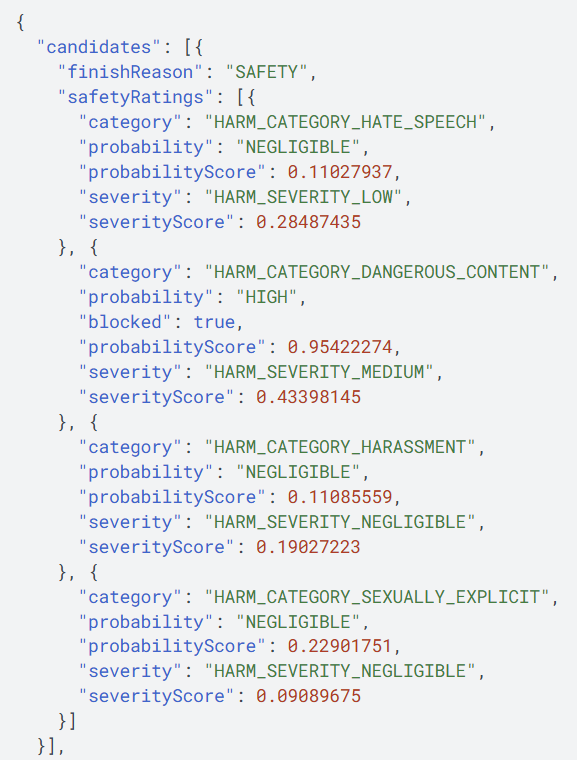 {
"candidates": [{
"finishReason": "SAFETY",
"safetyRatings": [{
"category": "HARM_CATEGORY_HATE_SPEECH",
"probability": "NEGLIGIBLE",
"probabilityScore": 0.11027937,
"severity": "HARM_SEVERITY_LOW",
"severityScore": 0.28487435
}, {
"category": "HARM_CATEGORY_DANGEROUS_CONTENT",
"probability": "HIGH",
"blocked": true,
"probabilityScore": 0.95422274,
"severity": "HARM_SEVERITY_MEDIUM",
"severityScore": 0.43398145
}, {
"category": "HARM_CATEGORY_HARASSMENT",
"probability": "NEGLIGIBLE",
"probabilityScore": 0.11085559,
"severity": "HARM_SEVERITY_NEGLIGIBLE",
"severityScore": 0.19027223
}, {
"category": "HARM_CATEGORY_SEXUALLY_EXPLICIT",
"probability": "NEGLIGIBLE",
"probabilityScore": 0.22901751,
"severity": "HARM_SEVERITY_NEGLIGIBLE",
"severityScore": 0.09089675
}]
}],